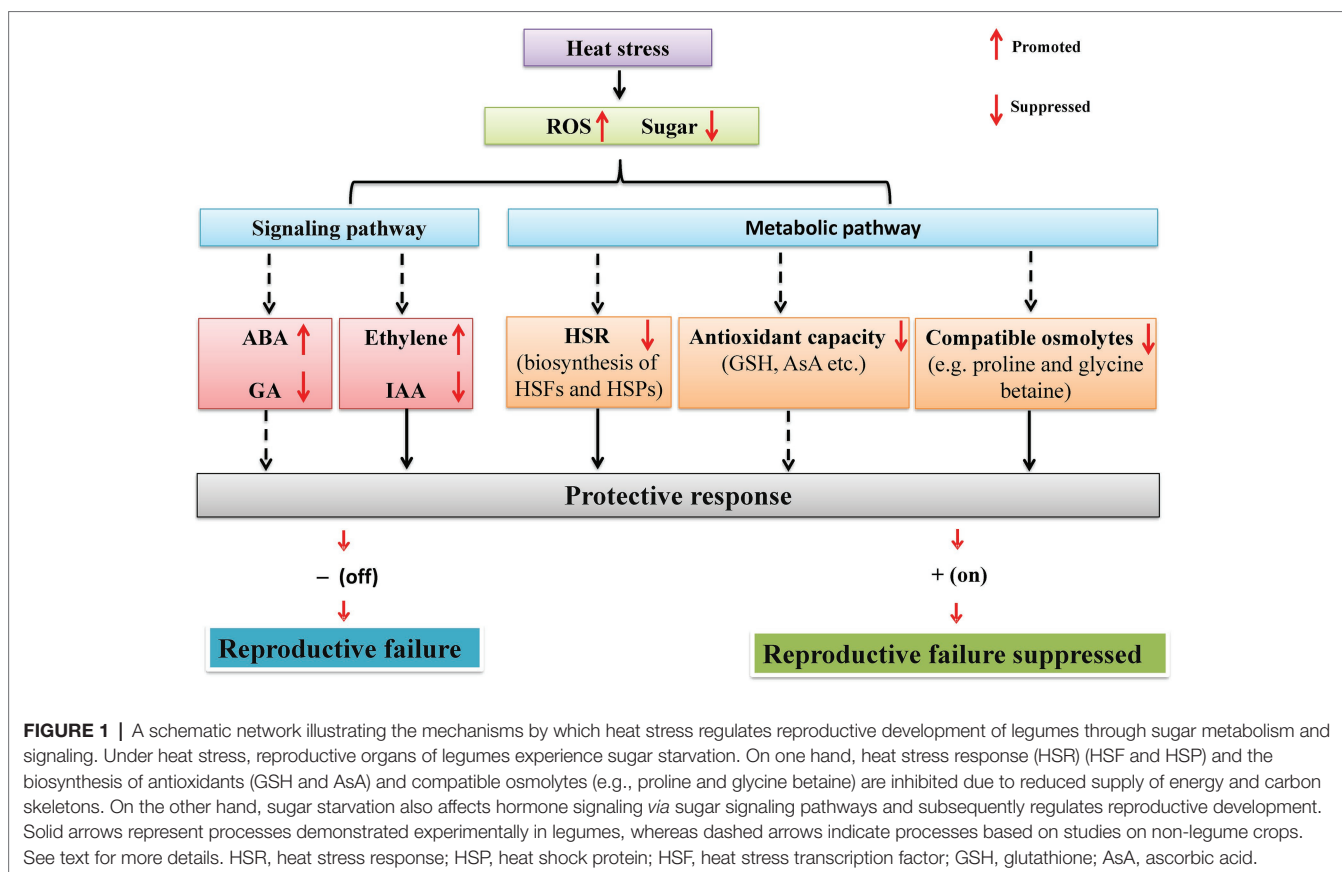 Heat stress
Promoted
ROS Sugar
Suppressed
Signaling pathway
Metabolic pathway
ABA
GA
Ethylene
IAA
HSR
(biosynthesis of
HSFs and HSPs)
Antioxidant capacity
(GSH, AsA etc.)
Compatible osmolytes
(e.g. proline and glycine
betaine)
Protective response
− (off)
+ (on)
Reproductive failure
Reproductive failure suppressed
FIGURE 1 | A schematic network illustrating the mechanisms by which heat stress regulates reproductive development of legumes through sugar metabolism and
signaling. Under heat stress, reproductive organs of legumes experience sugar starvation. On one hand, heat stress response (HSR) (HSF and HSP) and the
biosynthesis of antioxidants (GSH and AsA) and compatible osmolytes (e.g., proline and glycine betaine) are inhibited due to reduced supply of energy and carbon
skeletons. On the other hand, sugar starvation also affects hormone signaling via sugar signaling pathways and subsequently regulates reproductive development.
Solid arrows represent processes demonstrated experimentally in legumes, whereas dashed arrows indicate processes based on studies on non-legume crops.
See text for more details. HSR, heat stress response; HSP, heat shock protein; HSF, heat stress transcription factor; GSH, glutathione; AsA, ascorbic acid.